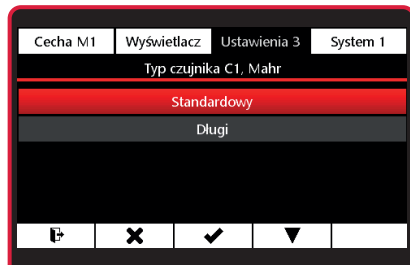 Cecha M1 Wyświetlacz Ustawienia 3 System 1
Typ czujnika C1, Mahr
Standardowy
Długi